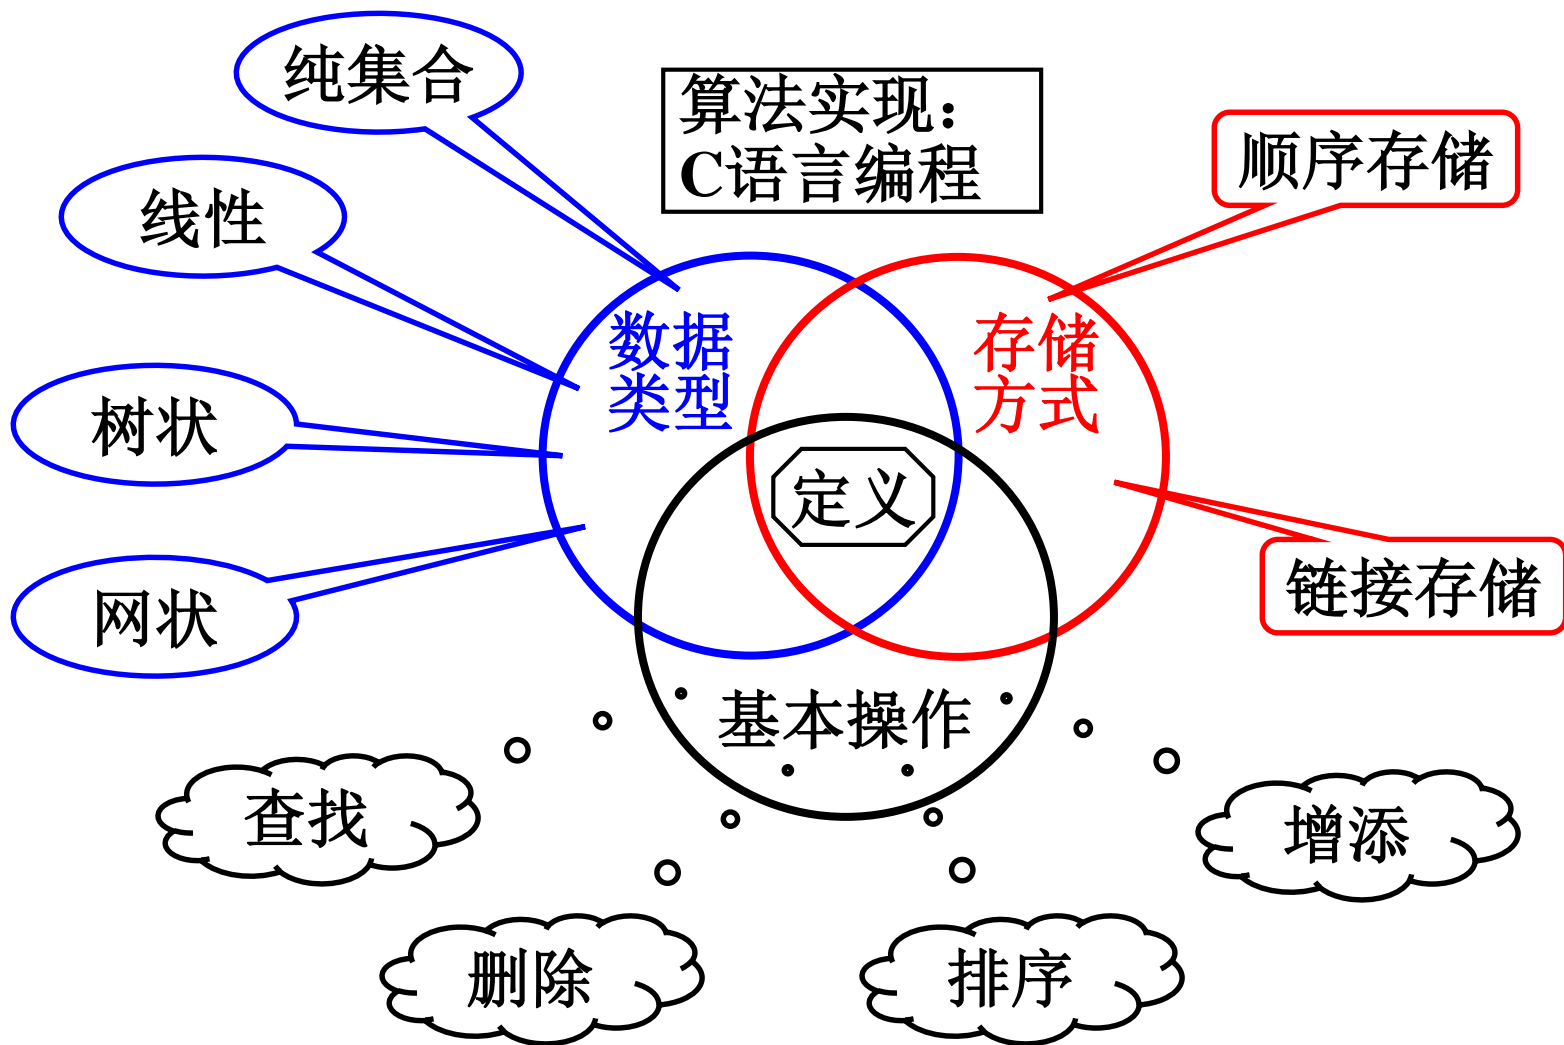 纯集合
算法实现：
C语言编程
顺序存储
线性
数据
类型
存储
方式
树状
定义
链接存储
网状
基本操作
查找
增添
删除
排序